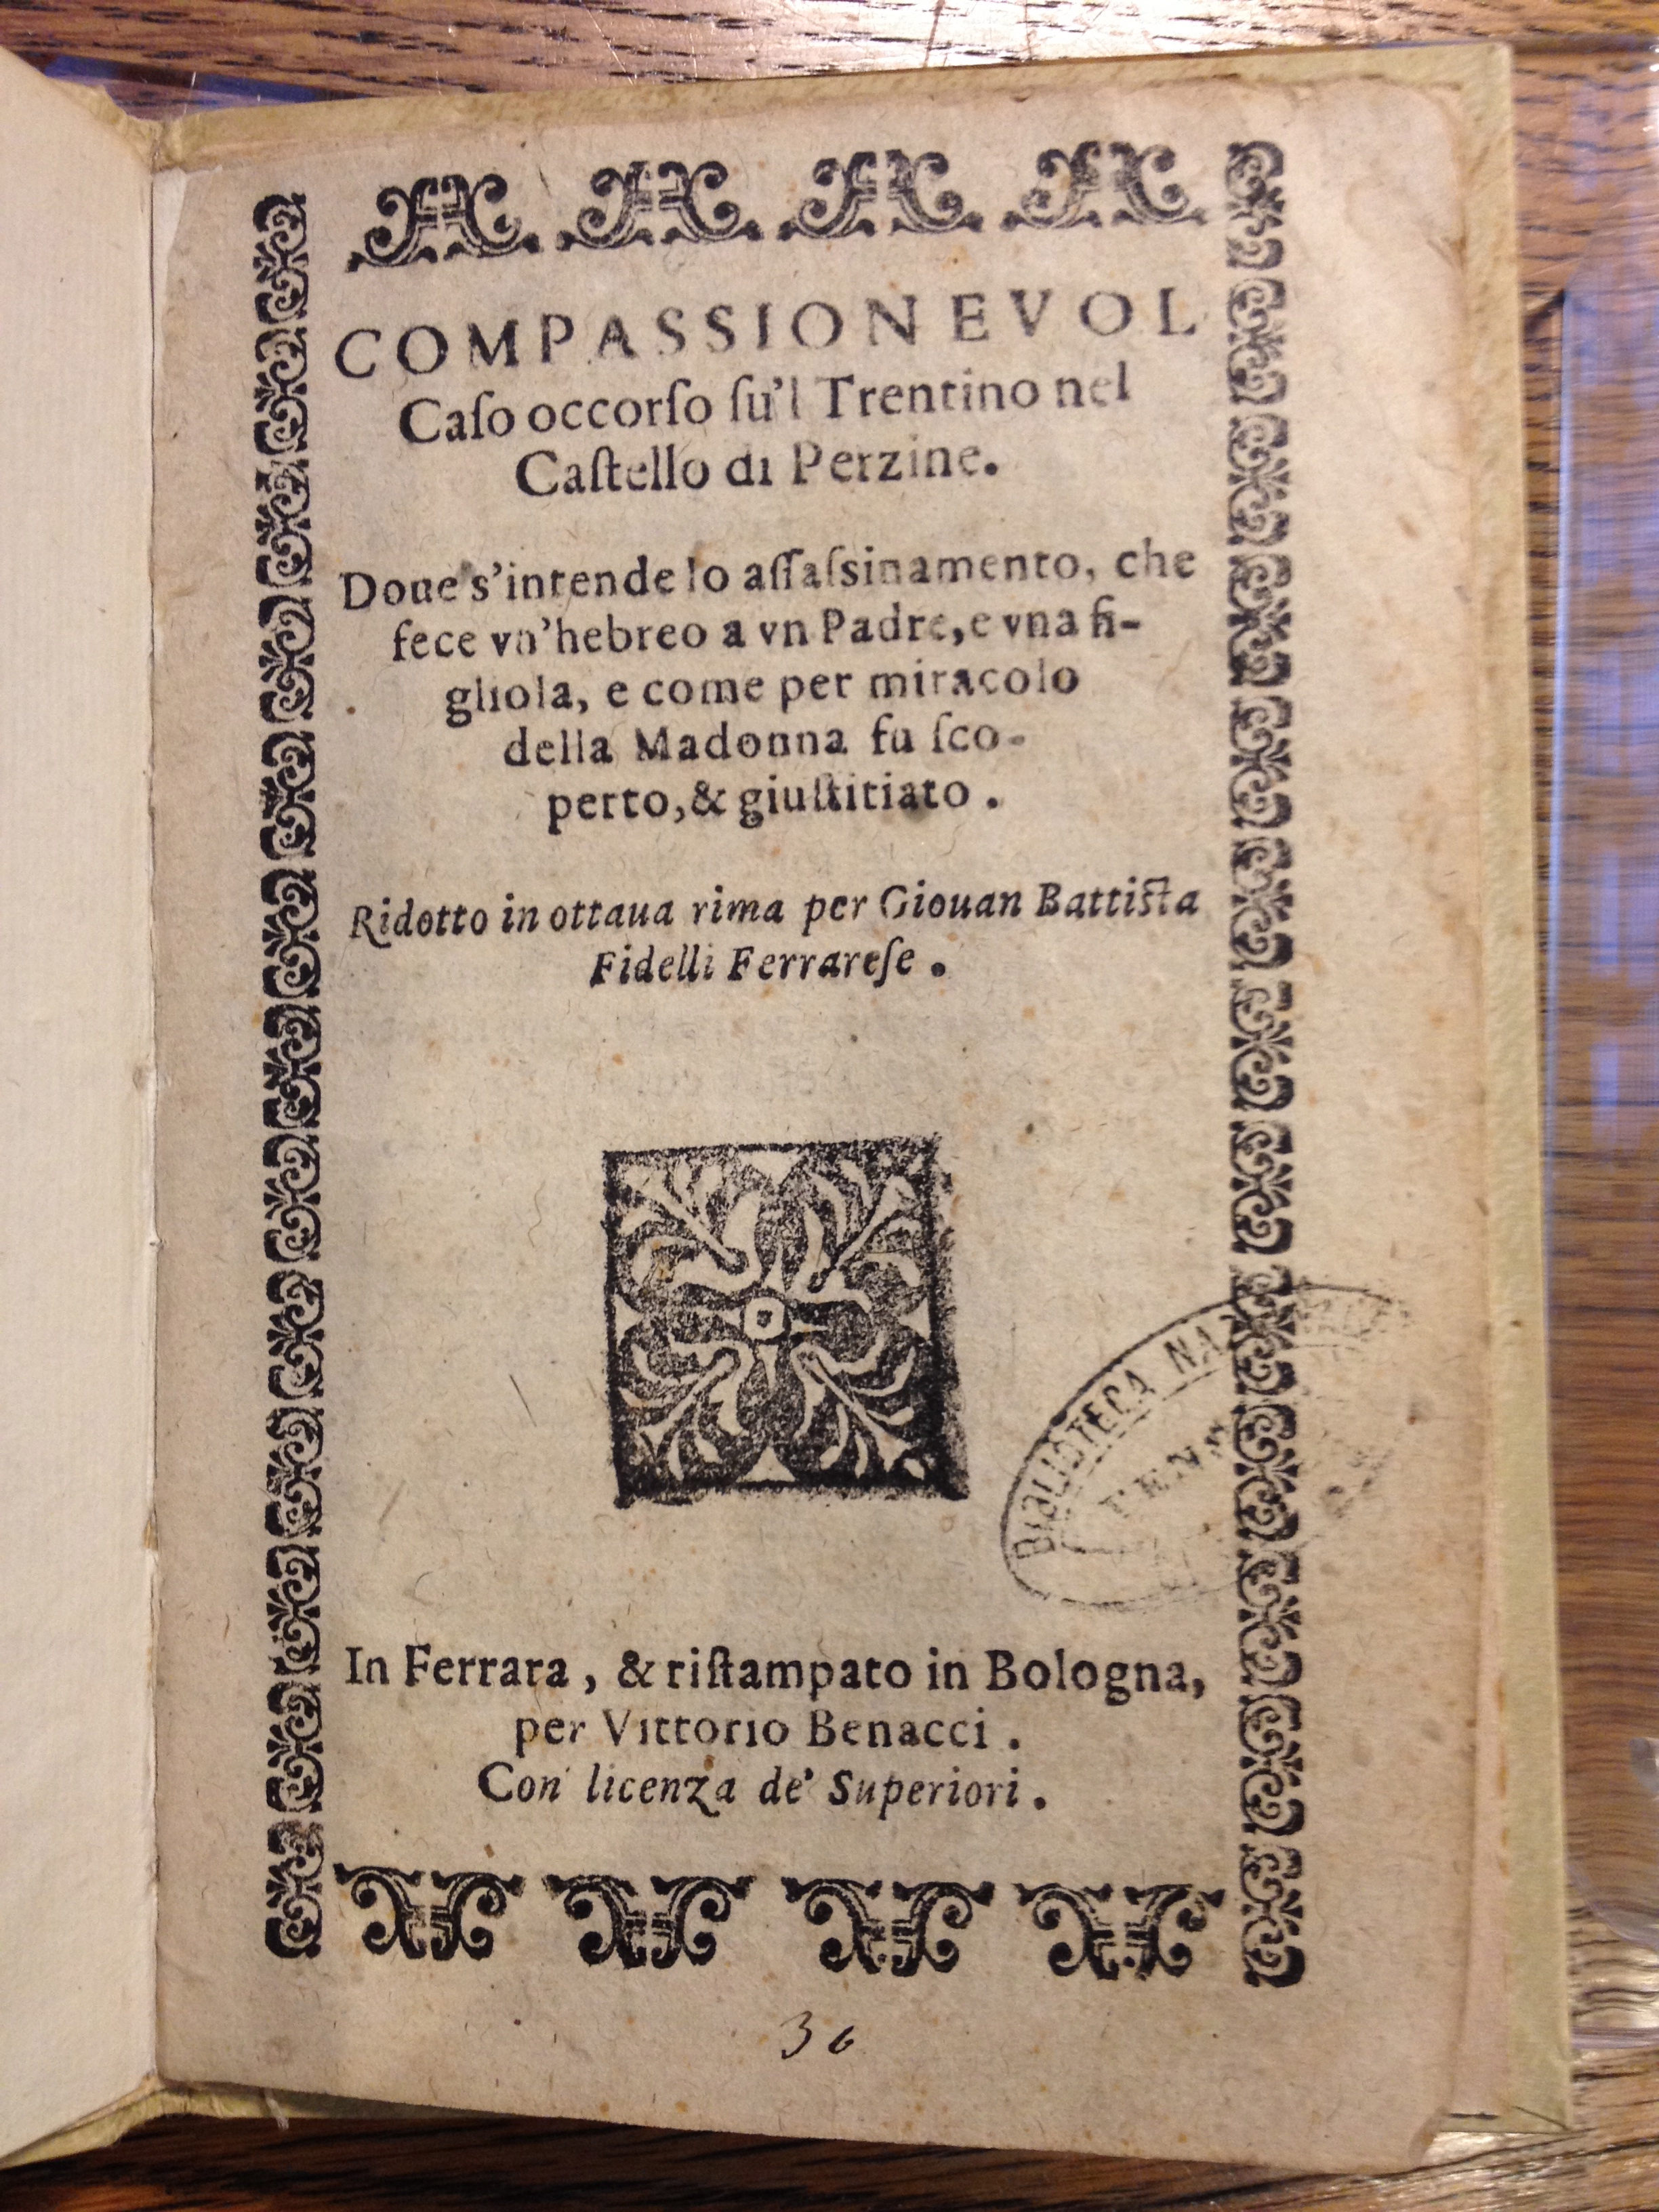 COMPASSIONEVOL
Caſo occorſo ſu'l Trentino nel
Caſtello di Perzine.
Doue s'intende lo aſſaſsinamento, che
fece vn'hebreo a vn Padre, e vna fi-
gliola, e come per miracolo
della Madonna fu ſco-
perto, & giuſtitiato.
Ridotto in ottaua rima per Giouan Battiſta
Fidelli Ferrareſe.
BIBLIOTECA
In Ferrara, & riſtampato in Bologna,
per Vittorio Benacci.
Con licenza de' Superiori.
36